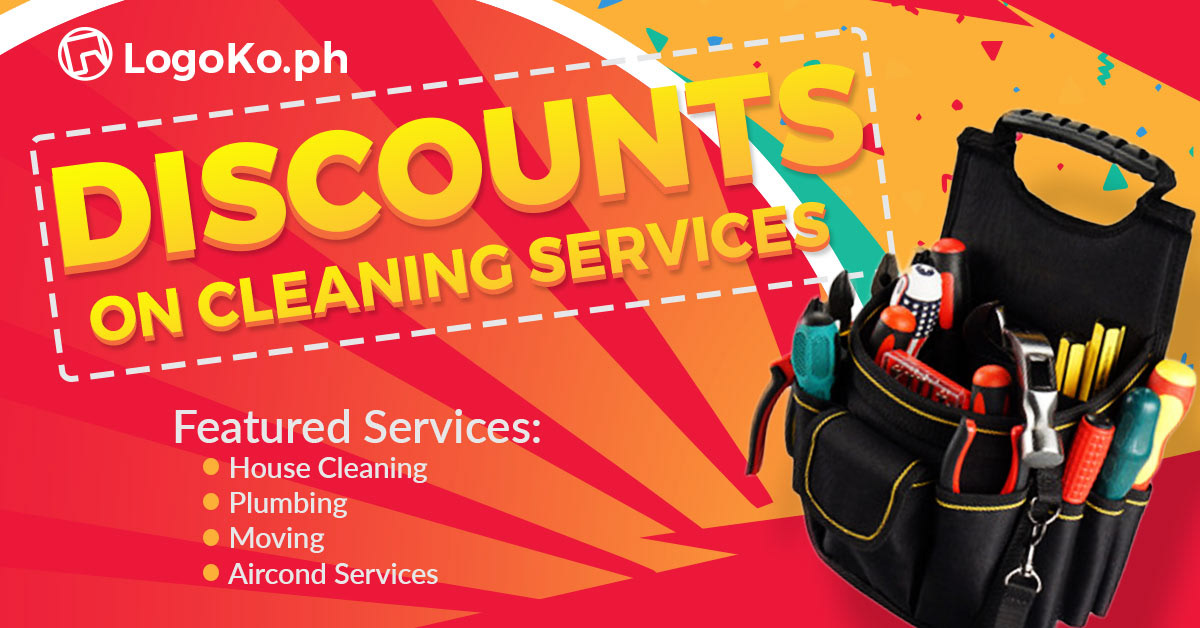 LogoKo.ph
DISCOUNTS
ON CLEANING SERVICES
Featured Services:
House Cleaning
Plumbing
Moving
Aircond Services